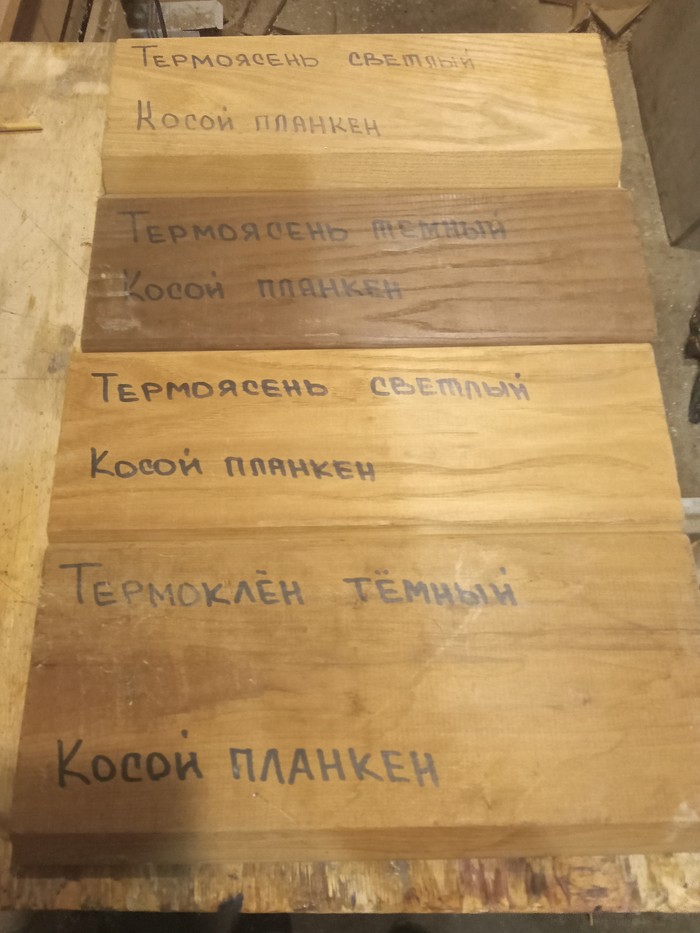 Термоясень светлый
Косой планкен
Термоясень темный
Косой планкен
Термоясень светлый
Косой планкен
Термоклён тёмный
Косой планкен